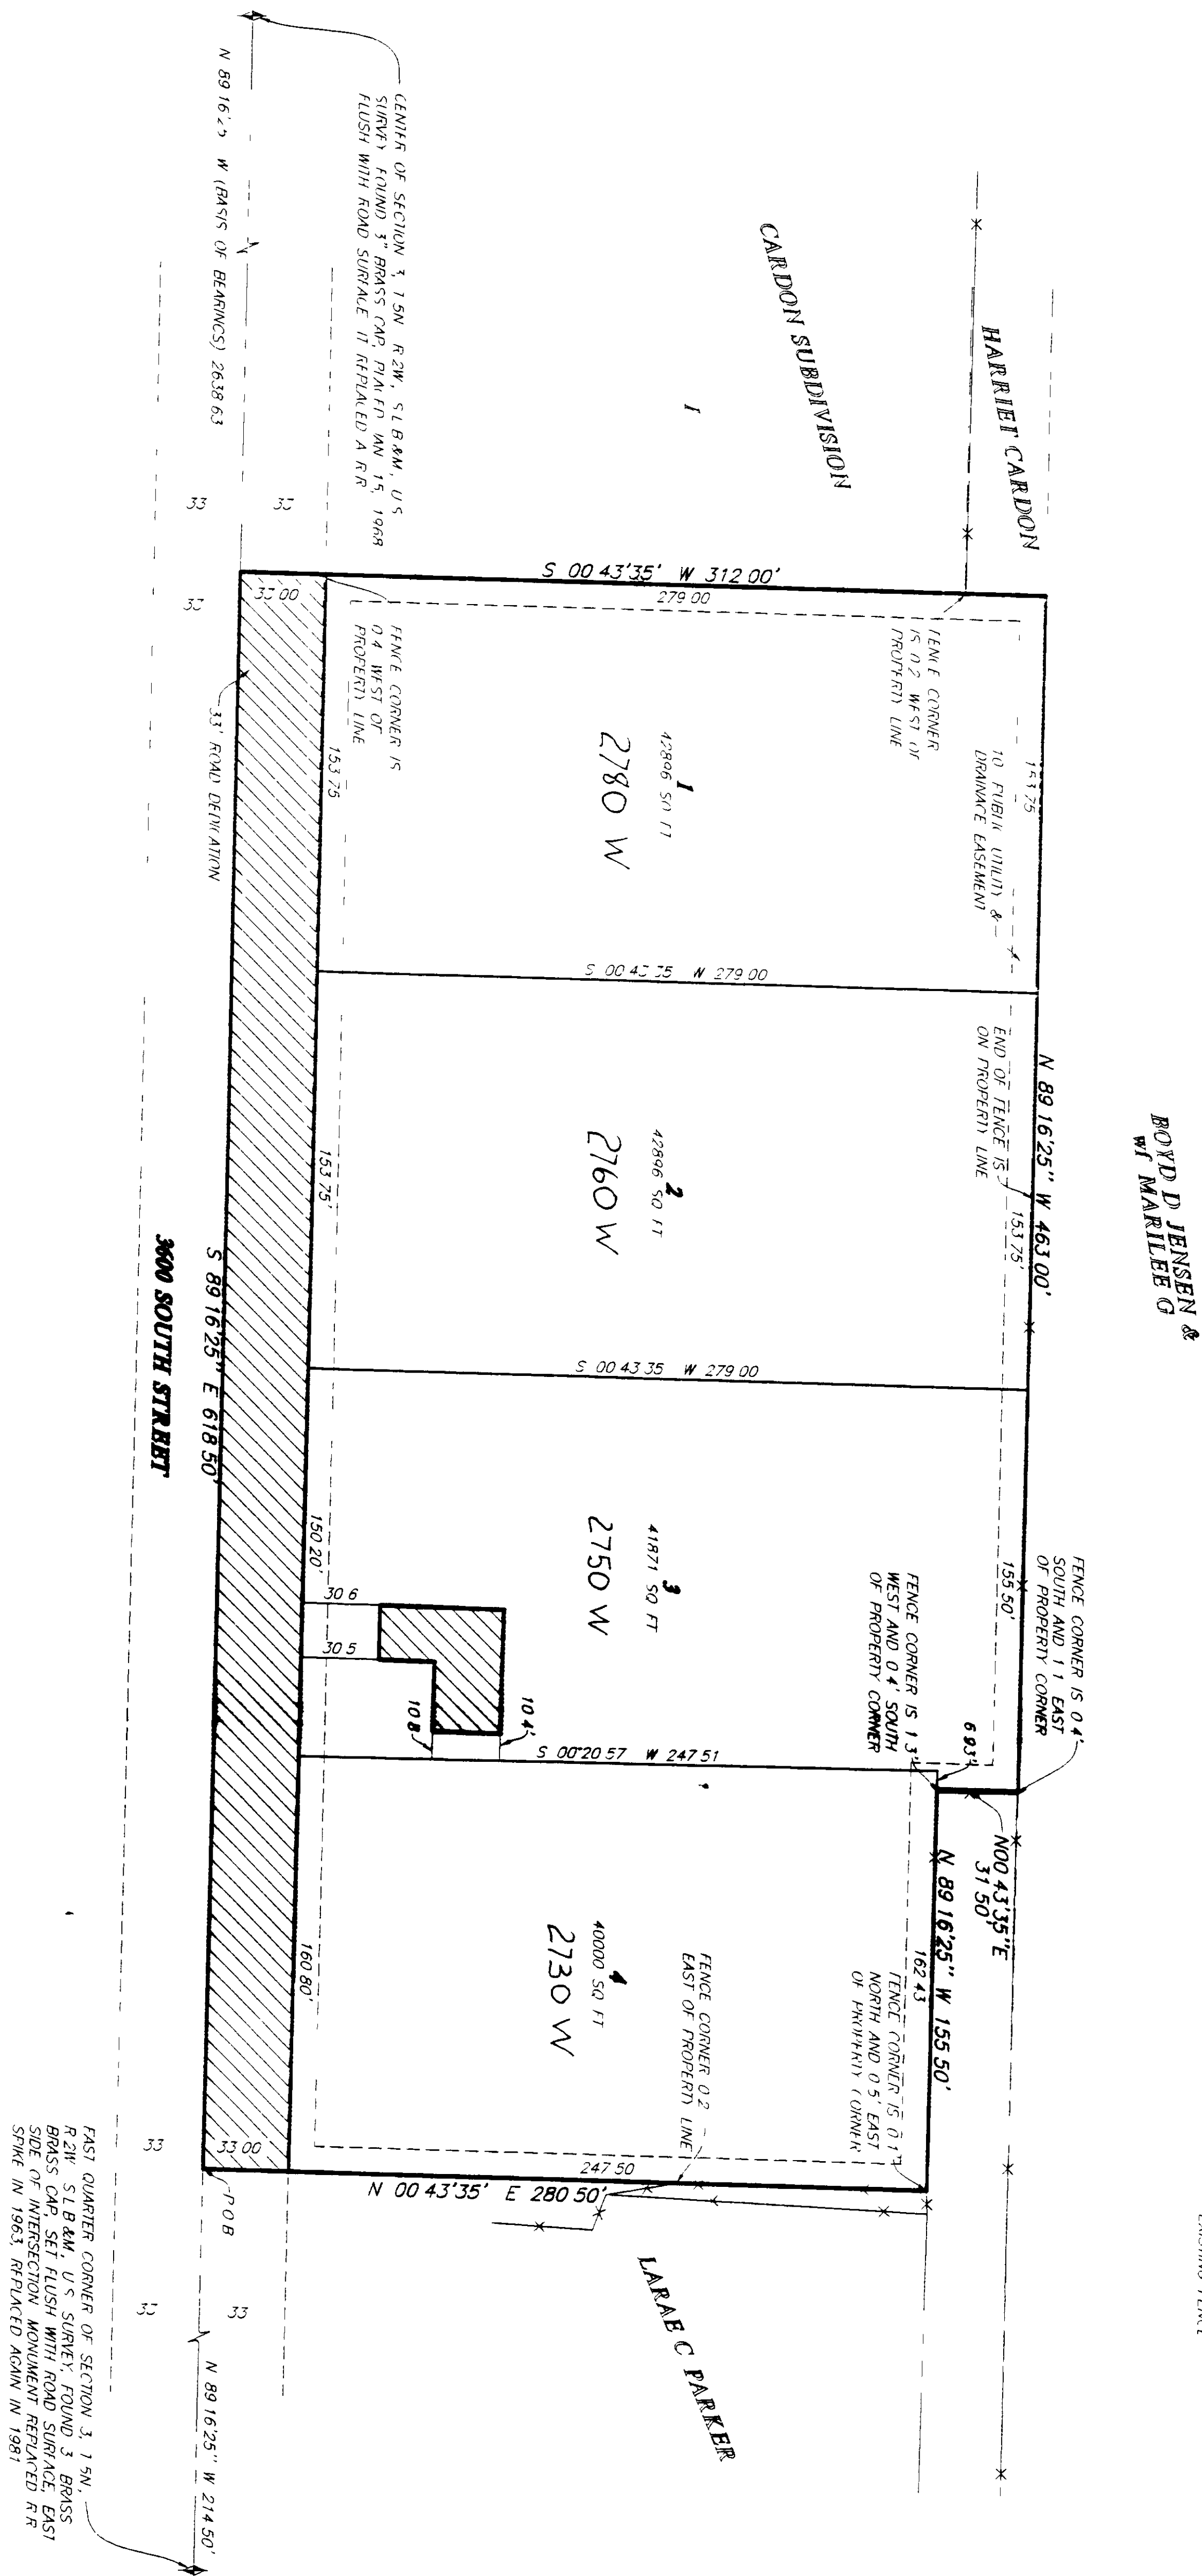 BOYD D JENSEN &
wf MARILEE G
HARRIET CARDON
CARDON SUBDIVISION
1
CENTER OF SECTION 3, T 5N R 2W, S L B &M, U S
SURVEY FOUND 3" BRASS CAP, PLACED JAN 15, 1968
FLUSH WITH ROAD SURFACE IT REPLACED A R R
N 89 16'25 W (BASIS OF BEARINGS) 2638 63
33
33
33
S 00 43'35' W 312 00'
279 00
33 00
FENCE CORNER
IS 0 2 WEST OF
PROPERTY LINE
10 PUBLIC UTILITY &
DRAINAGE EASEMENT
153 75
FENCE CORNER IS
0 4 WEST OF
PROPERTY LINE
153 75
33' ROAD DEDICATION
1
42896 SQ FT
2780 W
S 00 43 35 W 279 00
N 89 16'25" W 463 00'
END OF FENCE IS
ON PROPERTY LINE
153 75'
2
42896 SQ FT
2760 W
153 75'
S 00 43 35 W 279 00
155 50'
FENCE CORNER IS 0 4'
SOUTH AND 1 1 EAST
OF PROPERTY CORNER
FENCE CORNER IS 1 3'
WEST AND 0 4' SOUTH
OF PROPERTY CORNER
6 93'
3
41871 SQ FT
2750 W
150 20'
30 6
30 5
10 8
10 4'
S 00°20 57 W 247 51
N00 43'35"E
31 50'
N 89 16'25" W 155 50'
162 43
FENCE CORNER IS 0 1'
NORTH AND 0 5' EAST
OF PROPERTY CORNER
FENCE CORNER 0 2
EAST OF PROPERTY LINE
4
40000 SQ FT
2730 W
160 80'
247 50
N 00 43'35' E 280 50'
33 00
P O B
S 89 16'25" E 618 50'
3600 SOUTH STREET
LARAE C PARKER
33
33
33
N 89 16'25" W 214 50'
EAST QUARTER CORNER OF SECTION 3, T 5N,
R 2W S L B &M, U S SURVEY, FOUND 3 BRASS
BRASS CAP, SET FLUSH WITH ROAD SURFACE, EAST
SIDE OF INTERSECTION MONUMENT REPLACED R R
SPIKE IN 1963, REPLACED AGAIN IN 1981